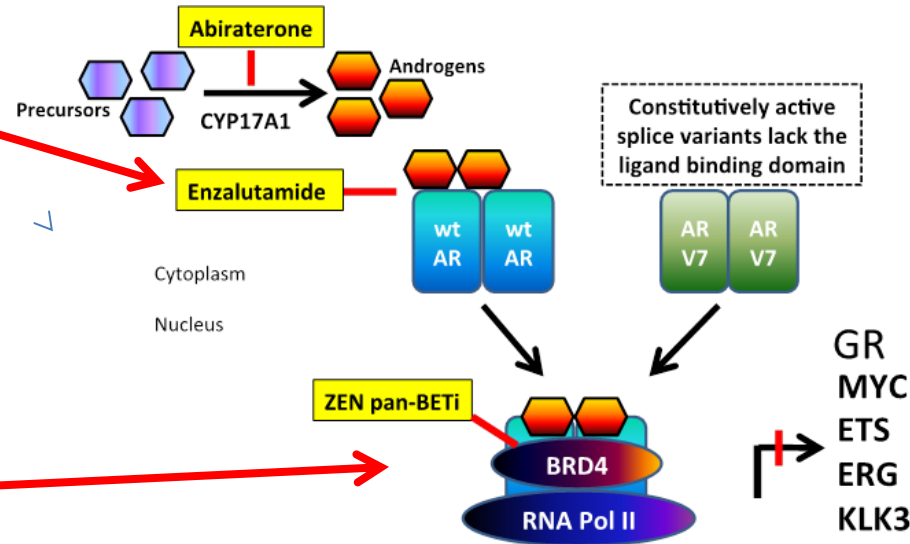 Abiraterone
Precursors
CYP17A1
Androgens
Constitutively active
splice variants lack the
ligand binding domain
Enzalutamide
wt
AR
wt
AR
AR
V7
AR
V7
Cytoplasm
Nucleus
ZEN pan-BETi
BRD4
RNA Pol II
GR
MYC
ETS
ERG
KLK3